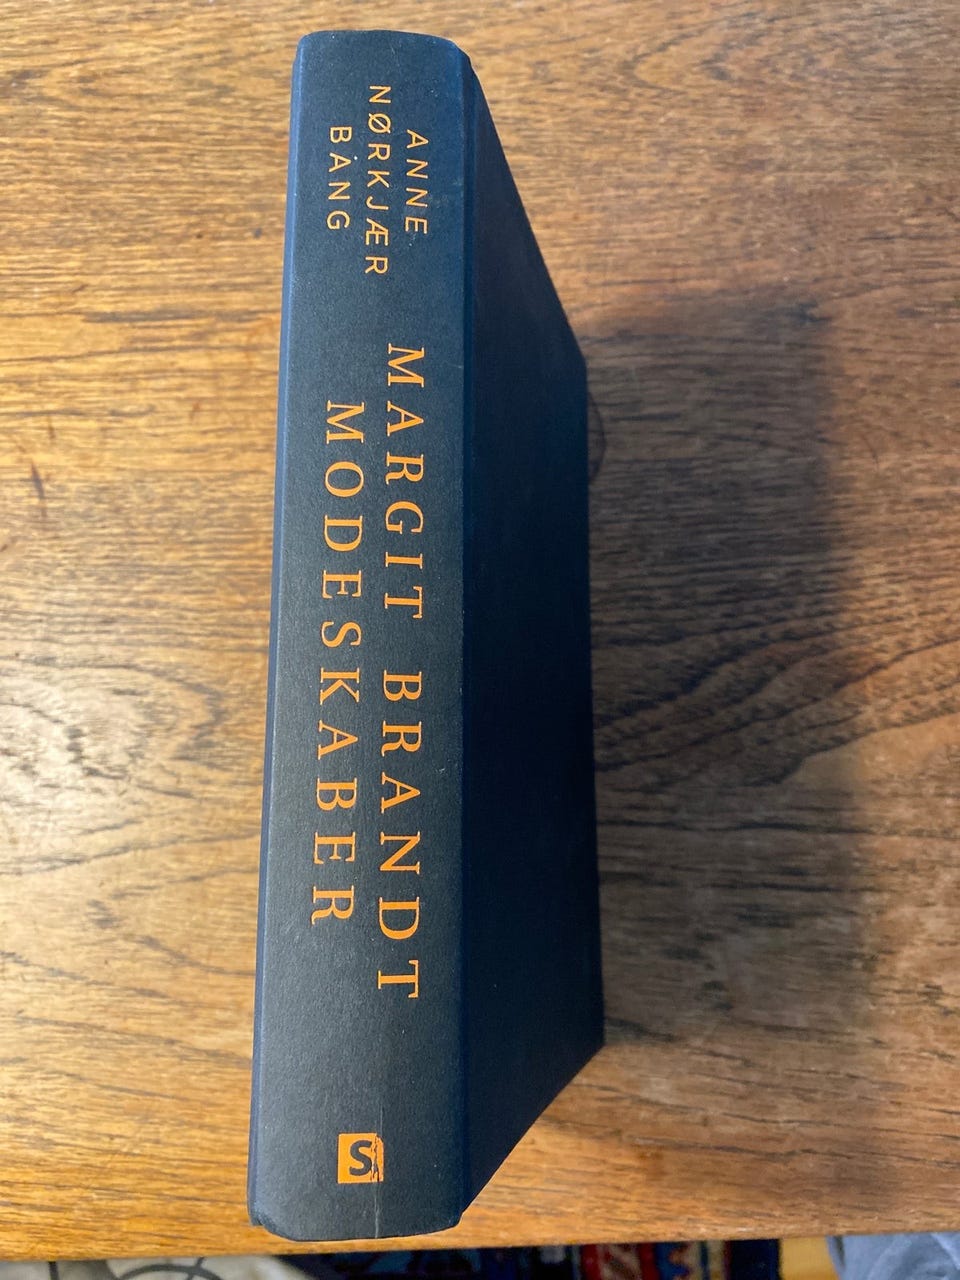 ANNE
NØRKJÆR
BANG
MARGIT BRANDT
MODESKABER
S